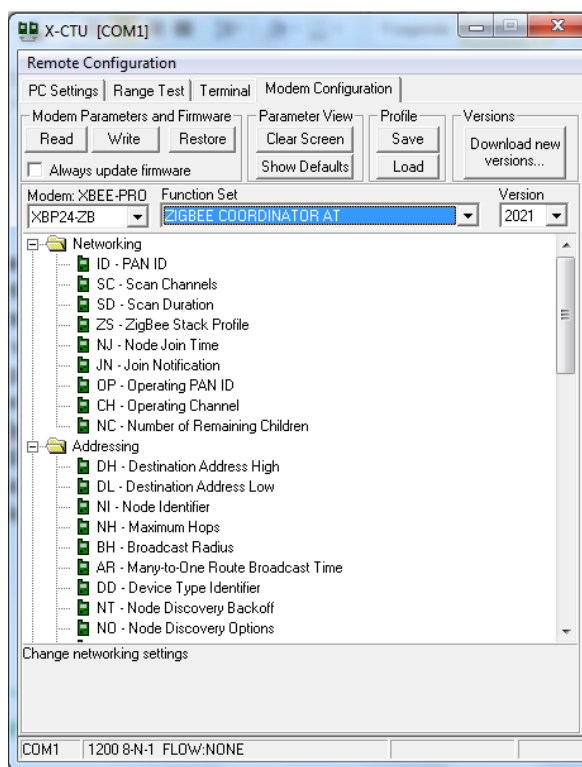 X-CTU [COM1]
Remote Configuration
PC Settings Range Test Terminal Modem Configuration
Modem Parameters and Firmware Parameter View Profile Versions
Read Write Restore Clear Screen Save Download new versions...
Always update firmware Show Defaults Load
Modem: XBEE-PRO Function Set Version
XBP24-ZB ZIGBEE COORDINATOR AT 2021
Networking
ID - PAN ID
SC - Scan Channels
SD - Scan Duration
ZS - ZigBee Stack Profile
NJ - Node Join Time
JN - Join Notification
OP - Operating PAN ID
CH - Operating Channel
NC - Number of Remaining Children
Addressing
DH - Destination Address High
DL - Destination Address Low
NI - Node Identifier
NH - Maximum Hops
BH - Broadcast Radius
AR - Many-to-One Route Broadcast Time
DD - Device Type Identifier
NT - Node Discovery Backoff
NO - Node Discovery Options
Change networking settings
COM1 1200 8-N-1 FLOW:NONE